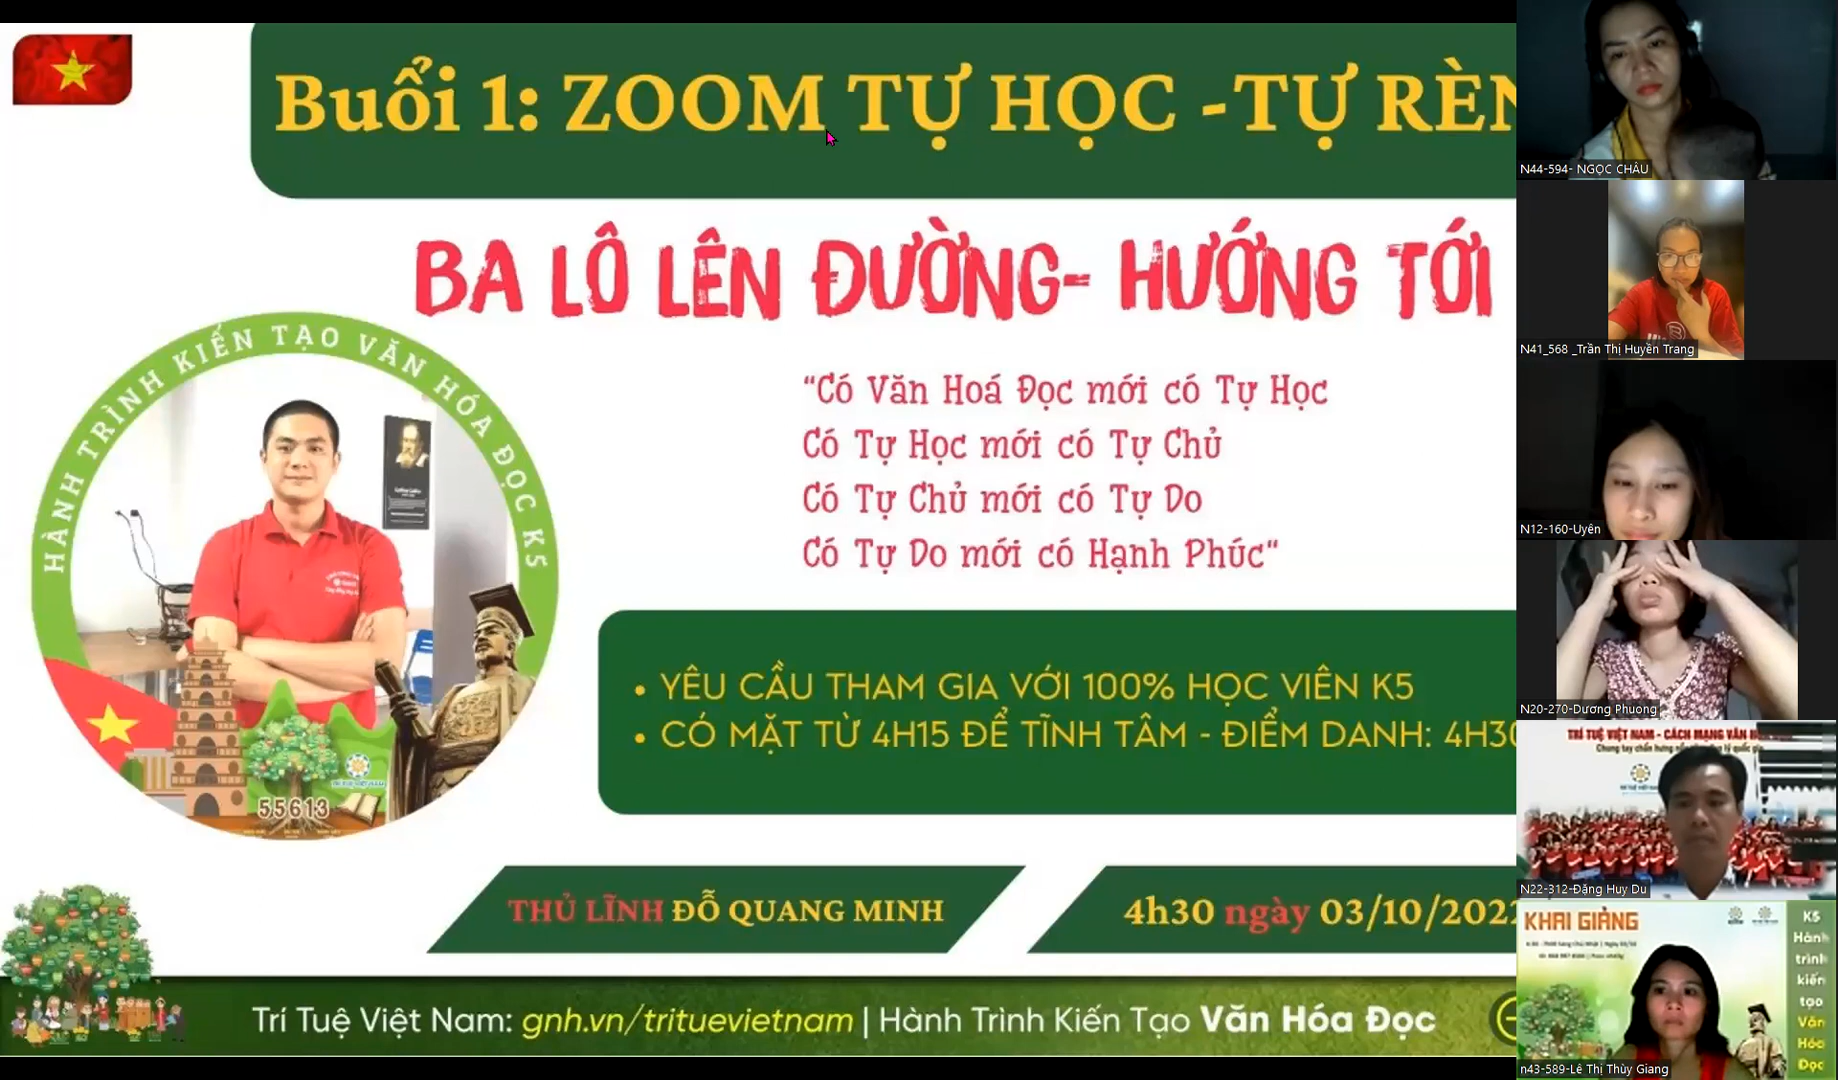 Buổi 1: ZOOM TỰ HỌC -TỰ RÈN
BA LÔ LÊN ĐƯỜNG- HƯỚNG TỚI
HÀNH TRÌNH KIẾN TẠO VĂN HÓA ĐỌC K5
“Có Văn Hoá Đọc mới có Tự Học
Có Tự Học mới có Tự Chủ
Có Tự Chủ mới có Tự Do
Có Tự Do mới có Hạnh Phúc“
• YÊU CẦU THAM GIA VỚI 100% HỌC VIÊN K5
• CÓ MẶT TỪ 4H15 ĐỂ TĨNH TÂM - ĐIỂM DANH: 4H30
55613
THỦ LĨNH ĐỖ QUANG MINH
4h30 ngày 03/10/2022
Trí Tuệ Việt Nam: gnh.vn/trituevietnam | Hành Trình Kiến Tạo Văn Hóa Đọc
N44-594- NGỌC CHÂU
N41_568 _Trần Thị Huyền Trang
N12-160-Uyên
N20-270-Dương Phuong
TRÍ TUỆ VIỆT NAM - CÁCH MẠNG VĂN
Chung tay chấn hưng
N22-312-Đặng Huy Du
KHAI GIẢNG
K5
Hành
trình
kiến
tạo
Văn
Hóa
Đọc
n43-589-Lê Thị Thùy Giang